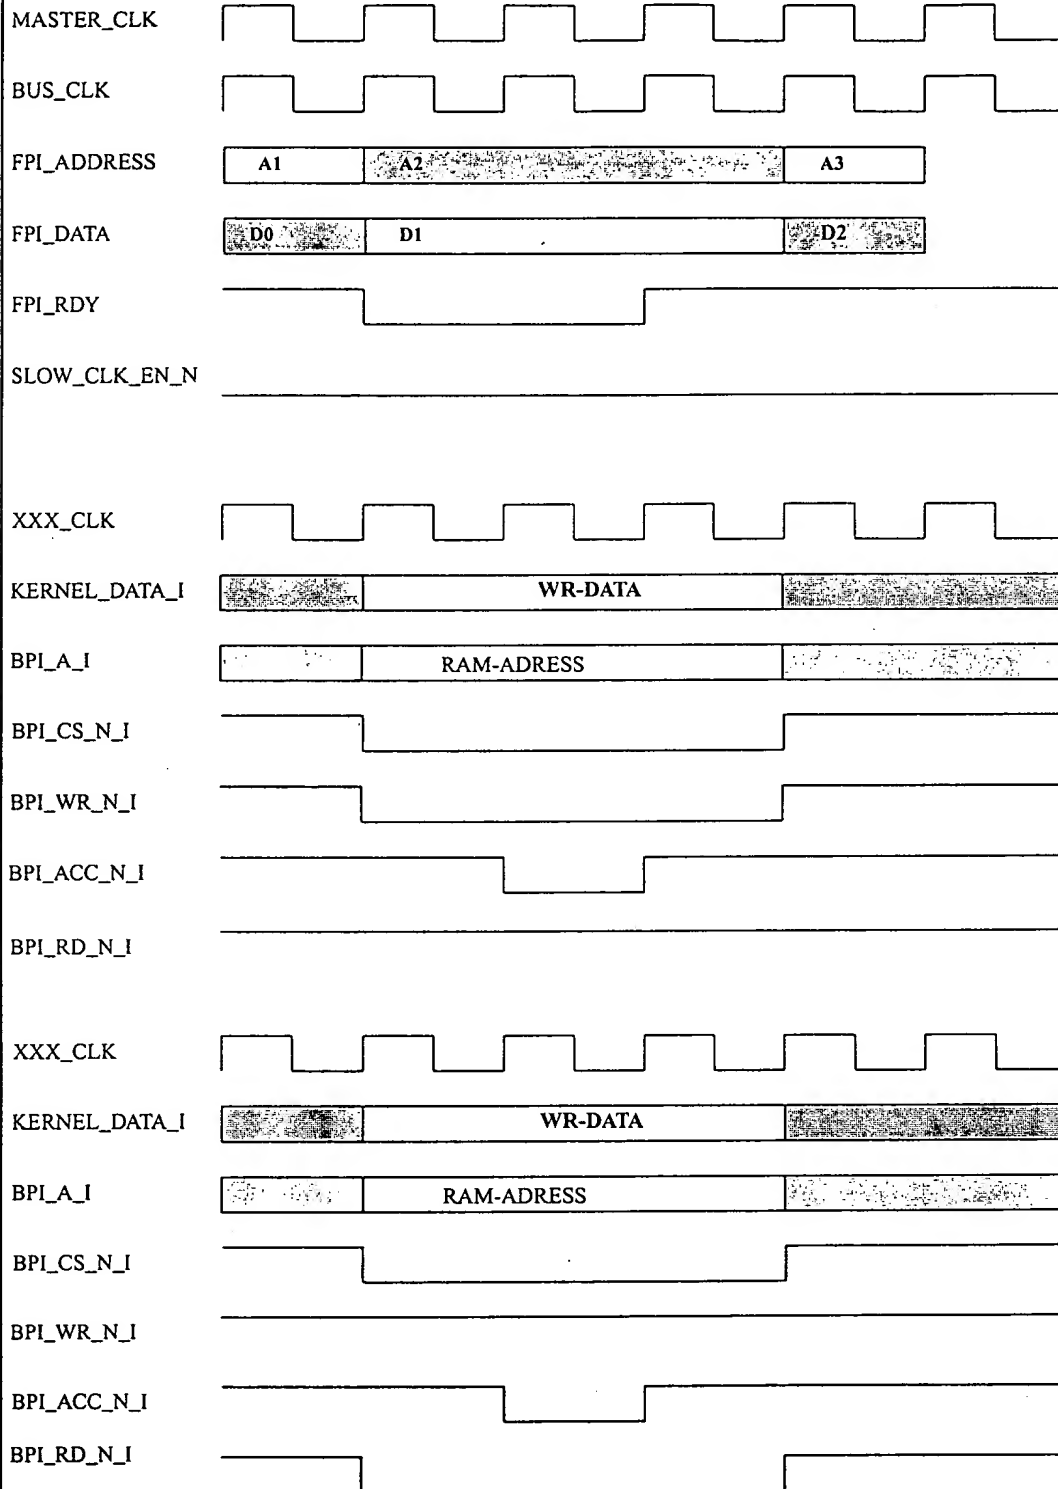 MASTER_CLK
BUS_CLK
FPI_ADDRESS A1 A2 A3
FPI_DATA D0 D1 D2
FPI_RDY
SLOW_CLK_EN_N
XXX_CLK
KERNEL_DATA_I WR-DATA
BPI_A_I RAM-ADRESS
BPI_CS_N_I
BPI_WR_N_I
BPI_ACC_N_I
BPI_RD_N_I
XXX_CLK
KERNEL_DATA_I WR-DATA
BPI_A_I RAM-ADRESS
BPI_CS_N_I
BPI_WR_N_I
BPI_ACC_N_I
BPI_RD_N_I